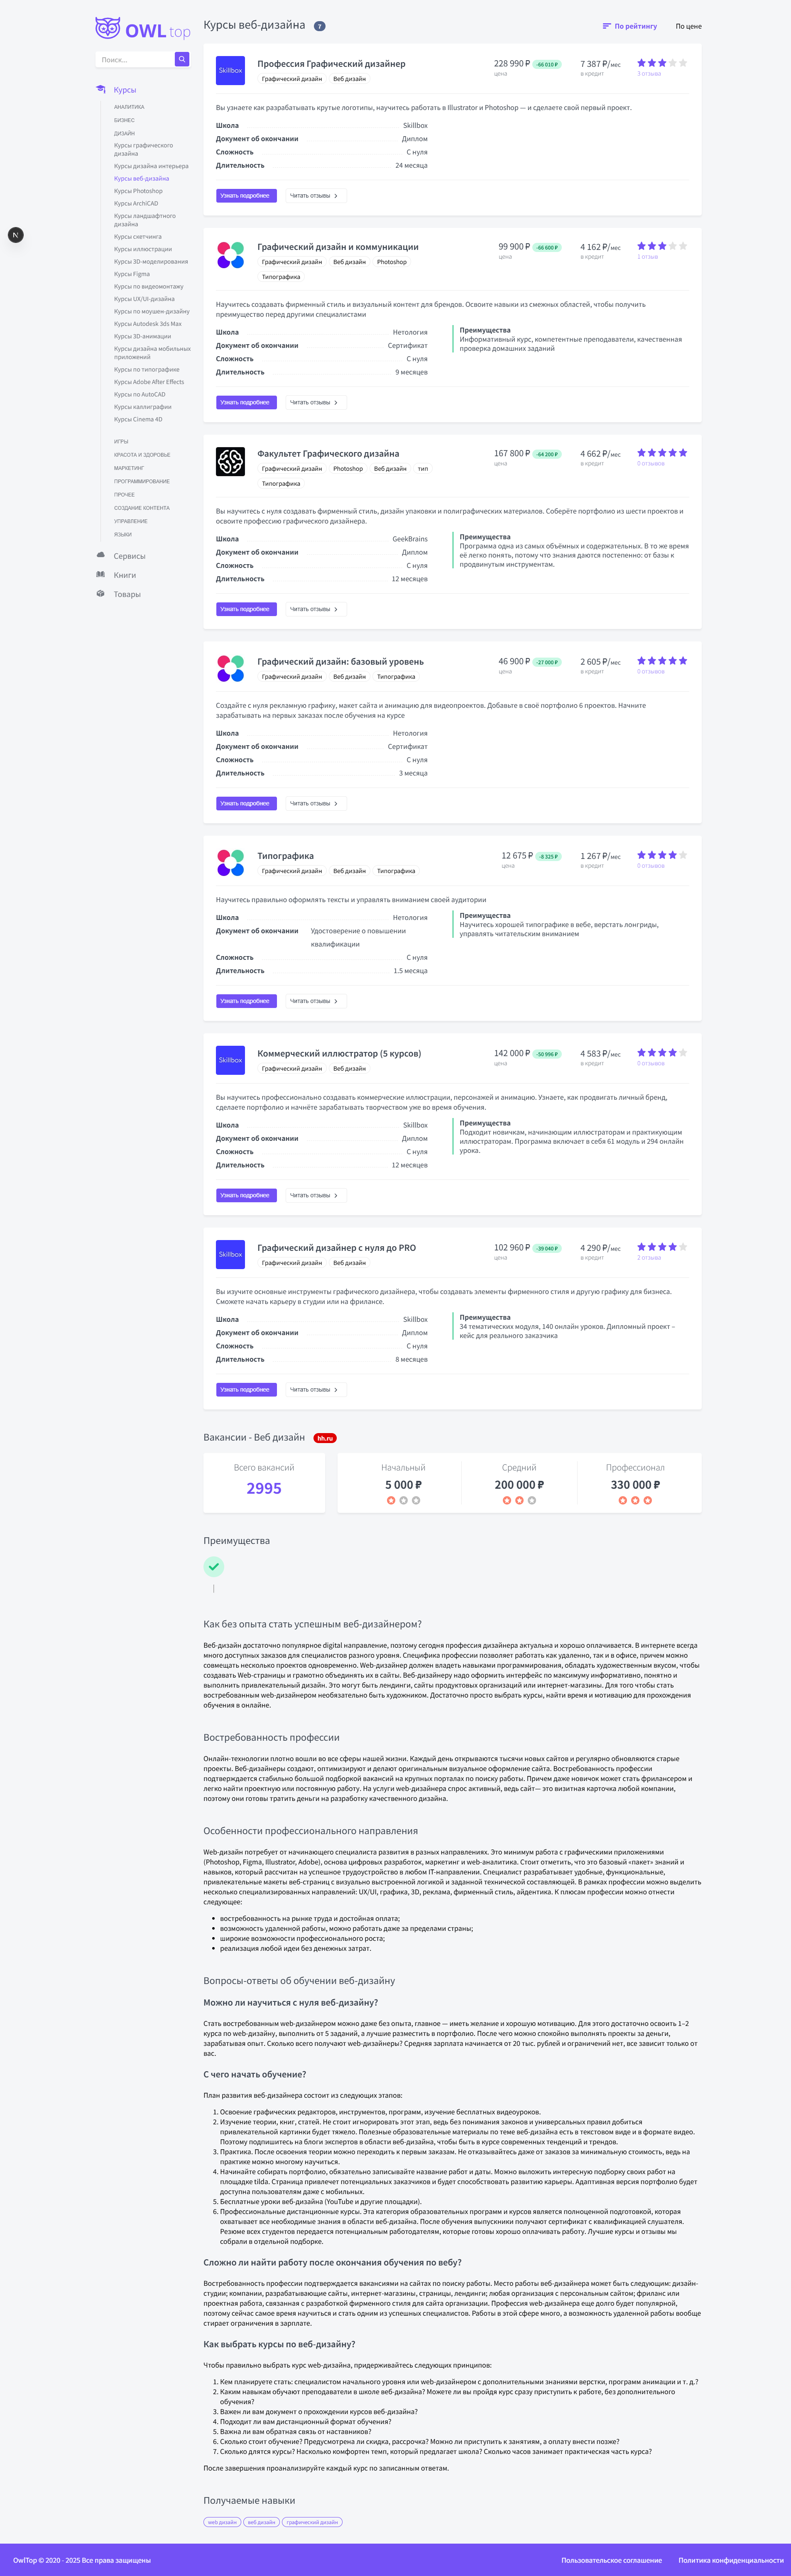 OWL top
Поиск...
Курсы
АНАЛИТИКА
БИЗНЕС
ДИЗАЙН
Курсы графического
дизайна
Курсы дизайна интерьера
Курсы веб-дизайна
Курсы Photoshop
Курсы ArchiCAD
Курсы ландшафтного
дизайна
Курсы скетчинга
Курсы иллюстрации
Курсы 3D-моделирования
Курсы Figma
Курсы по видеомонтажу
Курсы UX/UI-дизайна
Курсы по моушен-дизайну
Курсы Autodesk 3ds Max
Курсы 3D-анимации
Курсы дизайна мобильных
приложений
Курсы по типографике
Курсы Adobe After Effects
Курсы по AutoCAD
Курсы каллиграфии
Курсы Cinema 4D
ИГРЫ
КРАСОТА И ЗДОРОВЬЕ
МАРКЕТИНГ
ПРОГРАММИРОВАНИЕ
ПРОЧЕЕ
СОЗДАНИЕ КОНТЕНТА
УПРАВЛЕНИЕ
ЯЗЫКИ
Сервисы
Книги
Товары
N
Курсы веб-дизайна 7
По рейтингу По цене
Skillbox
Профессия Графический дизайнер
Графический дизайн Веб дизайн
228 990 ₽ -66 010 ₽
цена
7 387 ₽/мес
в кредит
3 отзыва
Вы узнаете как разрабатывать крутые логотипы, научитесь работать в Illustrator и Photoshop — и сделаете свой первый проект.
Школа Skillbox
Документ об окончании Диплом
Сложность С нуля
Длительность 24 месяца
Узнать подробнее Читать отзывы
Графический дизайн и коммуникации
Графический дизайн Веб дизайн Photoshop
Типографика
99 900 ₽ -66 600 ₽
цена
4 162 ₽/мес
в кредит
1 отзыв
Научитесь создавать фирменный стиль и визуальный контент для брендов. Освоите навыки из смежных областей, чтобы получить
преимущество перед другими специалистами
Школа Нетология
Документ об окончании Сертификат
Сложность С нуля
Длительность 9 месяцев
Преимущества
Информативный курс, компетентные преподаватели, качественная
проверка домашних заданий
Узнать подробнее Читать отзывы
Факультет Графического дизайна
Графический дизайн Photoshop Веб дизайн тип
Типографика
167 800 ₽ -64 200 ₽
цена
4 662 ₽/мес
в кредит
0 отзывов
Вы научитесь с нуля создавать фирменный стиль, дизайн упаковки и полиграфических материалов. Соберёте портфолио из шести проектов и
освоите профессию графического дизайнера.
Школа GeekBrains
Документ об окончании Диплом
Сложность С нуля
Длительность 12 месяцев
Преимущества
Программа одна из самых объёмных и содержательных. В то же время
её легко понять, потому что знания даются постепенно: от базы к
продвинутым инструментам.
Узнать подробнее Читать отзывы
Графический дизайн: базовый уровень
Графический дизайн Веб дизайн Типографика
46 900 ₽ -27 000 ₽
цена
2 605 ₽/мес
в кредит
0 отзывов
Создайте с нуля рекламную графику, макет сайта и анимацию для видеопроектов. Добавьте в своё портфолио 6 проектов. Начните
зарабатывать на первых заказах после обучения на курсе
Школа Нетология
Документ об окончании Сертификат
Сложность С нуля
Длительность 3 месяца
Узнать подробнее Читать отзывы
Типографика
Графический дизайн Веб дизайн Типографика
12 675 ₽ -8 325 ₽
цена
1 267 ₽/мес
в кредит
0 отзывов
Научитесь правильно оформлять тексты и управлять вниманием своей аудитории
Школа Нетология
Документ об окончании Удостоверение о повышении
квалификации
Сложность С нуля
Длительность 1.5 месяца
Преимущества
Научитесь хорошей типографике в вебе, верстать лонгриды,
управлять читательским вниманием
Узнать подробнее Читать отзывы
Skillbox
Коммерческий иллюстратор (5 курсов)
Графический дизайн Веб дизайн
142 000 ₽ -50 996 ₽
цена
4 583 ₽/мес
в кредит
0 отзывов
Вы научитесь профессионально создавать коммерческие иллюстрации, персонажей и анимацию. Узнаете, как продвигать личный бренд,
сделаете портфолио и начнёте зарабатывать творчеством уже во время обучения.
Школа Skillbox
Документ об окончании Диплом
Сложность С нуля
Длительность 12 месяцев
Преимущества
Подходит новичкам, начинающим иллюстраторам и практикующим
иллюстраторам. Программа включает в себя 61 модуль и 294 онлайн
урока.
Узнать подробнее Читать отзывы
Skillbox
Графический дизайнер с нуля до PRO
Графический дизайн Веб дизайн
102 960 ₽ -39 040 ₽
цена
4 290 ₽/мес
в кредит
2 отзыва
Вы изучите основные инструменты графического дизайнера, чтобы создавать элементы фирменного стиля и другую графику для бизнеса.
Сможете начать карьеру в студии или на фрилансе.
Школа Skillbox
Документ об окончании Диплом
Сложность С нуля
Длительность 8 месяцев
Преимущества
34 тематических модуля, 140 онлайн уроков. Дипломный проект –
кейс для реального заказчика
Узнать подробнее Читать отзывы
Вакансии - Веб дизайн hh.ru
Всего вакансий
2995
Начальный
5 000 ₽
Средний
200 000 ₽
Профессионал
330 000 ₽
Преимущества
Как без опыта стать успешным веб-дизайнером?
Веб-дизайн достаточно популярное digital направление, поэтому сегодня профессия дизайнера актуальна и хорошо оплачивается. В интернете всегда
много доступных заказов для специалистов разного уровня. Специфика профессии позволяет работать как удаленно, так и в офисе, причем можно
совмещать несколько проектов одновременно. Web-дизайнер должен владеть навыками программирования, обладать художественным вкусом, чтобы
создавать Web-страницы и грамотно объединять их в сайты. Веб-дизайнеру надо оформить интерфейс по максимуму информативно, понятно и
выполнить привлекательный дизайн. Это могут быть лендинги, сайты продуктовых организаций или интернет-магазины. Для того чтобы стать
востребованным web-дизайнером необязательно быть художником. Достаточно просто выбрать курсы, найти время и мотивацию для прохождения
обучения в онлайне.
Востребованность профессии
Онлайн-технологии плотно вошли во все сферы нашей жизни. Каждый день открываются тысячи новых сайтов и регулярно обновляются старые
проекты. Веб-дизайнеры создают, оптимизируют и делают оригинальным визуальное оформление сайта. Востребованность профессии
подтверждается стабильно большой подборкой вакансий на крупных порталах по поиску работы. Причем даже новичок может стать фрилансером и
легко найти проектную или постоянную работу. На услуги web-дизайнера спрос активный, ведь сайт— это визитная карточка любой компании,
поэтому они готовы тратить деньги на разработку качественного дизайна.
Особенности профессионального направления
Web-дизайн потребует от начинающего специалиста развития в разных направлениях. Это минимум работа с графическими приложениями
(Photoshop, Figma, Illustrator, Adobe), основа цифровых разработок, маркетинг и web-аналитика. Стоит отметить, что это базовый «пакет» знаний и
навыков, который рассчитан на успешное трудоустройство в любом IT-направлении. Специалист разрабатывает удобные, функциональные,
привлекательные макеты веб-страниц с визуально выстроенной логикой и заданной технической составляющей. В рамках профессии можно выделить
несколько специализированных направлений: UX/UI, графика, 3D, реклама, фирменный стиль, айдентика. К плюсам профессии можно отнести
следующее:
• востребованность на рынке труда и достойная оплата;
• возможность удаленной работы, можно работать даже за пределами страны;
• широкие возможности профессионального роста;
• реализация любой идеи без денежных затрат.
Вопросы-ответы об обучении веб-дизайну
Можно ли научиться с нуля веб-дизайну?
Стать востребованным web-дизайнером можно даже без опыта, главное — иметь желание и хорошую мотивацию. Для этого достаточно освоить 1–2
курса по web-дизайну, выполнить от 5 заданий, а лучшие разместить в портфолио. После чего можно спокойно выполнять проекты за деньги,
зарабатывая опыт. Сколько всего получают web-дизайнеры? Средняя зарплата начинается от 20 тыс. рублей и ограничений нет, все зависит только от
вас.
С чего начать обучение?
План развития веб-дизайнера состоит из следующих этапов:
1. Освоение графических редакторов, инструментов, программ, изучение бесплатных видеоуроков.
2. Изучение теории, книг, статей. Не стоит игнорировать этот этап, ведь без понимания законов и универсальных правил добиться
привлекательной картинки будет тяжело. Полезные образовательные материалы по теме веб-дизайна есть в текстовом виде и в формате видео.
Поэтому подпишитесь на блоги экспертов в области веб-дизайна, чтобы быть в курсе современных тенденций и трендов.
3. Практика. После освоения теории можно переходить к первым заказам. Не отказывайтесь даже от заказов за минимальную стоимость, ведь на
практике можно многому научиться.
4. Начинайте собирать портфолио, обязательно записывайте название работ и даты. Можно выложить интересную подборку своих работ на
площадке tilda. Страница привлечет потенциальных заказчиков и будет способствовать развитию карьеры. Адаптивная версия портфолио будет
доступна пользователям даже с мобильных.
5. Бесплатные уроки веб-дизайна (YouTube и другие площадки).
6. Профессиональные дистанционные курсы. Эта категория образовательных программ и курсов является полноценной подготовкой, которая
охватывает все необходимые знания в области веб-дизайна. После обучения выпускники получают сертификат с квалификацией слушателя.
Резюме всех студентов передается потенциальным работодателям, которые готовы хорошо оплачивать работу. Лучшие курсы и отзывы мы
собрали в отдельной подборке.
Сложно ли найти работу после окончания обучения по вебу?
Востребованность профессии подтверждается вакансиями на сайтах по поиску работы. Место работы веб-дизайнера может быть следующим: дизайн-
студии; компании, разрабатывающие сайты, интернет-магазины, страницы, лендинги; любая организация с персональным сайтом; фриланс или
проектная работа, связанная с разработкой фирменного стиля для сайта организации. Профессия web-дизайнера еще долго будет популярной,
поэтому сейчас самое время научиться и стать одним из успешных специалистов. Работы в этой сфере много, а возможность удаленной работы вообще
стирает ограничения в зарплате.
Как выбрать курсы по веб-дизайну?
Чтобы правильно выбрать курс web-дизайна, придерживайтесь следующих принципов:
1. Кем планируете стать: специалистом начального уровня или web-дизайнером с дополнительными знаниями верстки, программ анимации и т. д.?
2. Каким навыкам обучают преподаватели в школе веб-дизайна? Можете ли вы пройдя курс сразу приступить к работе, без дополнительного
обучения?
3. Важен ли вам документ о прохождении курсов веб-дизайна?
4. Подходит ли вам дистанционный формат обучения?
5. Важна ли вам обратная связь от наставников?
6. Сколько стоит обучение? Предусмотрена ли скидка, рассрочка? Можно ли приступить к занятиям, а оплату внести позже?
7. Сколько длятся курсы? Насколько комфортен темп, который предлагает школа? Сколько часов занимает практическая часть курса?
После завершения проанализируйте каждый курс по записанным ответам.
Получаемые навыки
web дизайн веб дизайн графический дизайн
OwlTop © 2020 - 2025 Все права защищены
Пользовательское соглашение Политика конфиденциальности